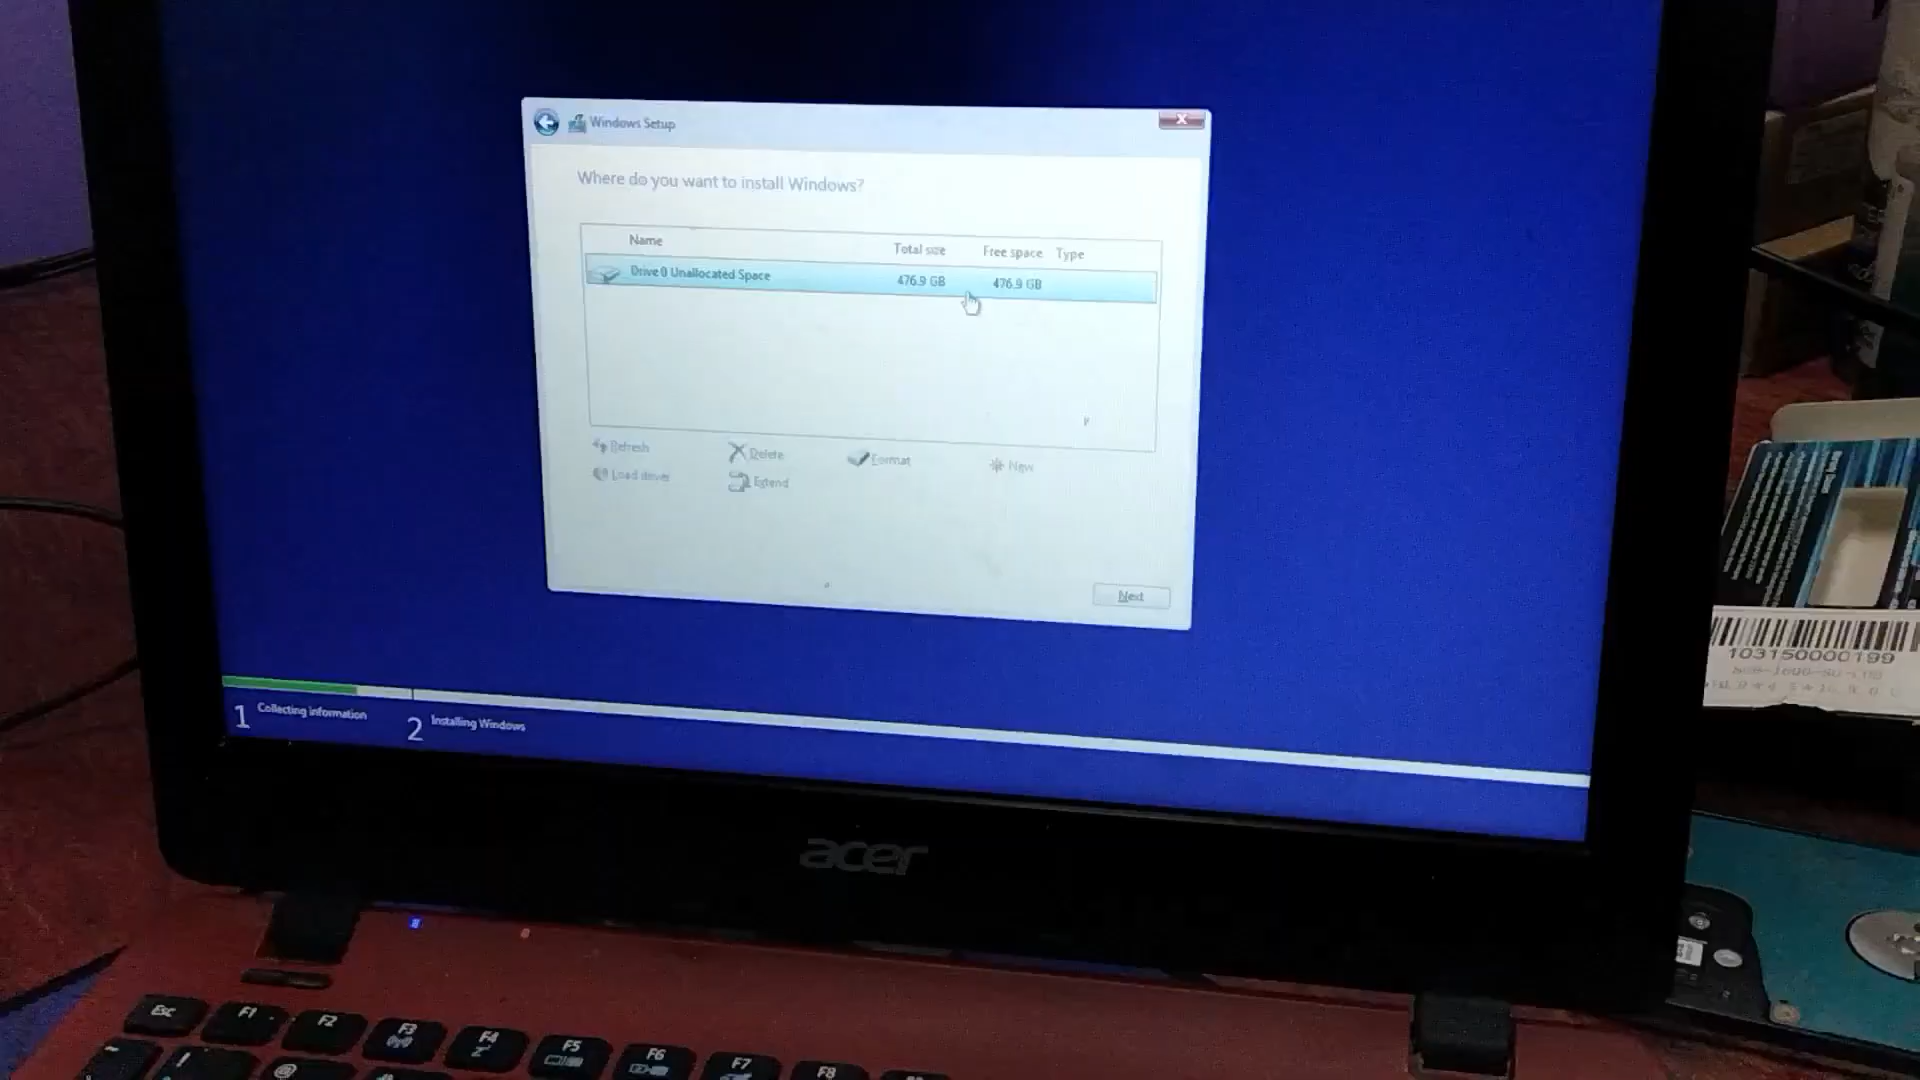 Windows Setup
Where do you want to install Windows?
Name Total size Free space Type
Drive 0 Unallocated Space 476.9 GB 476.9 GB
Refresh Delete Format New
Load driver Extend
Next
1 Collecting information 2 Installing Windows
acer
103150000199
Esc F1 F2 F3 F4 F5 F6 F7 F8
~ ! @ #